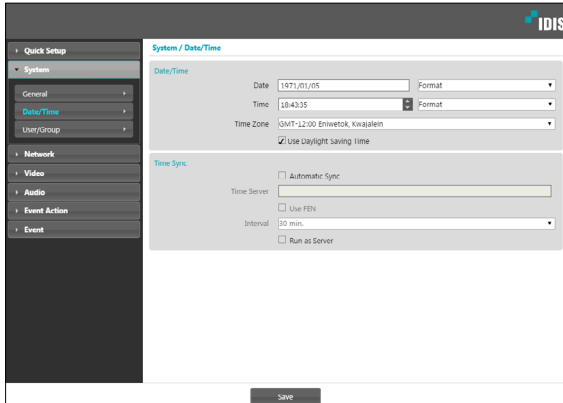 IDIS
Quick Setup
System
General
Date/Time
User/Group
Network
Video
Audio
Event Action
Event
System / Date/Time
Date/Time
Date 1971/01/05 Format
Time 18:43:35 Format
Time Zone GMT-12:00 Eniwetok, Kwajalein
Use Daylight Saving Time
Time Sync
Automatic Sync
Time Server
Use FEN
Interval 30 min.
Run as Server
Save